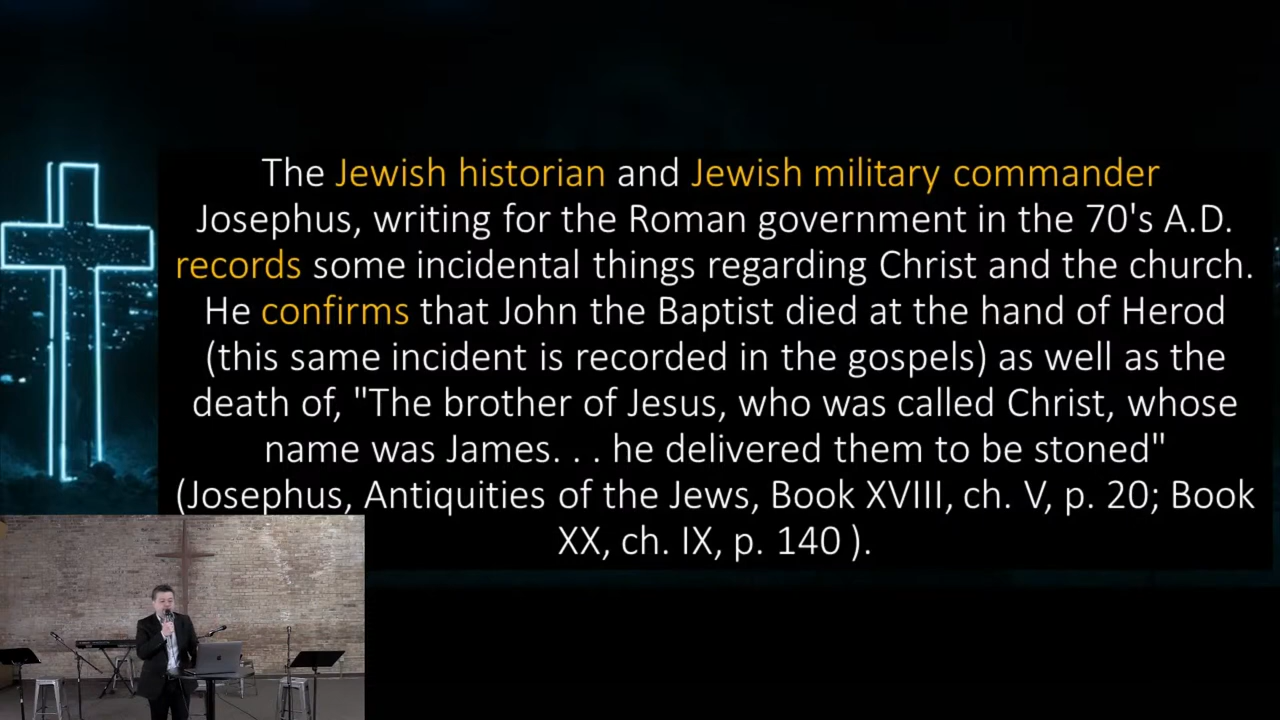 The Jewish historian and Jewish military commander
Josephus, writing for the Roman government in the 70's A.D.
records some incidental things regarding Christ and the church.
He confirms that John the Baptist died at the hand of Herod
(this same incident is recorded in the gospels) as well as the
death of, "The brother of Jesus, who was called Christ, whose
name was James. . . he delivered them to be stoned"
(Josephus, Antiquities of the Jews, Book XVIII, ch. V, p. 20; Book
XX, ch. IX, p. 140 ).